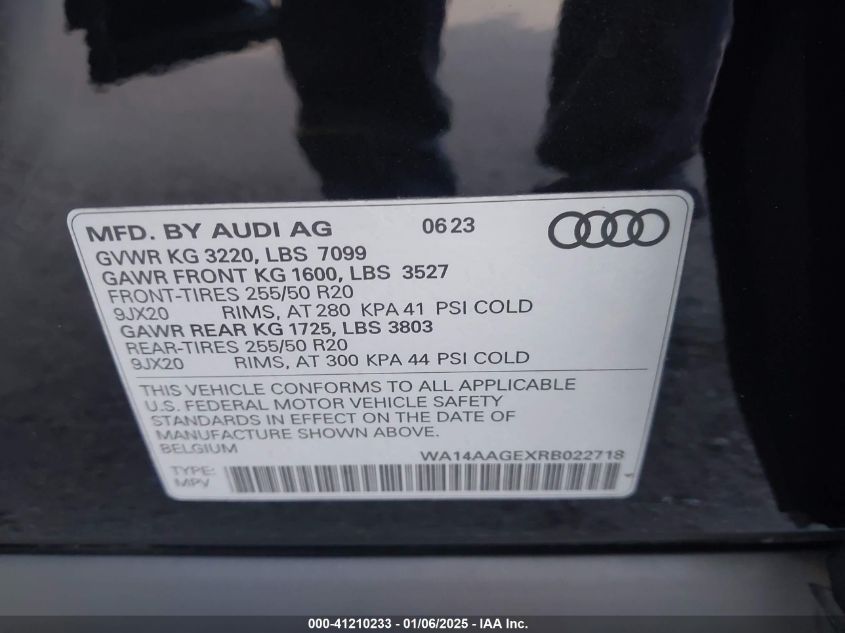 MFD. BY AUDI AG 06 23
GVWR KG 3220, LBS 7099
GAWR FRONT KG 1600, LBS 3527
FRONT-TIRES 255/50 R20
9JX20 RIMS, AT 280 KPA 41 PSI COLD
GAWR REAR KG 1725, LBS 3803
REAR-TIRES 255/50 R20
9JX20 RIMS, AT 300 KPA 44 PSI COLD
THIS VEHICLE CONFORMS TO ALL APPLICABLE
U.S. FEDERAL MOTOR VEHICLE SAFETY
STANDARDS IN EFFECT ON THE DATE OF
MANUFACTURE SHOWN ABOVE.
BELGIUM
WA14AAGEXRB022718
TYPE:
MPV
000-41210233 - 01/06/2025 - IAA Inc.